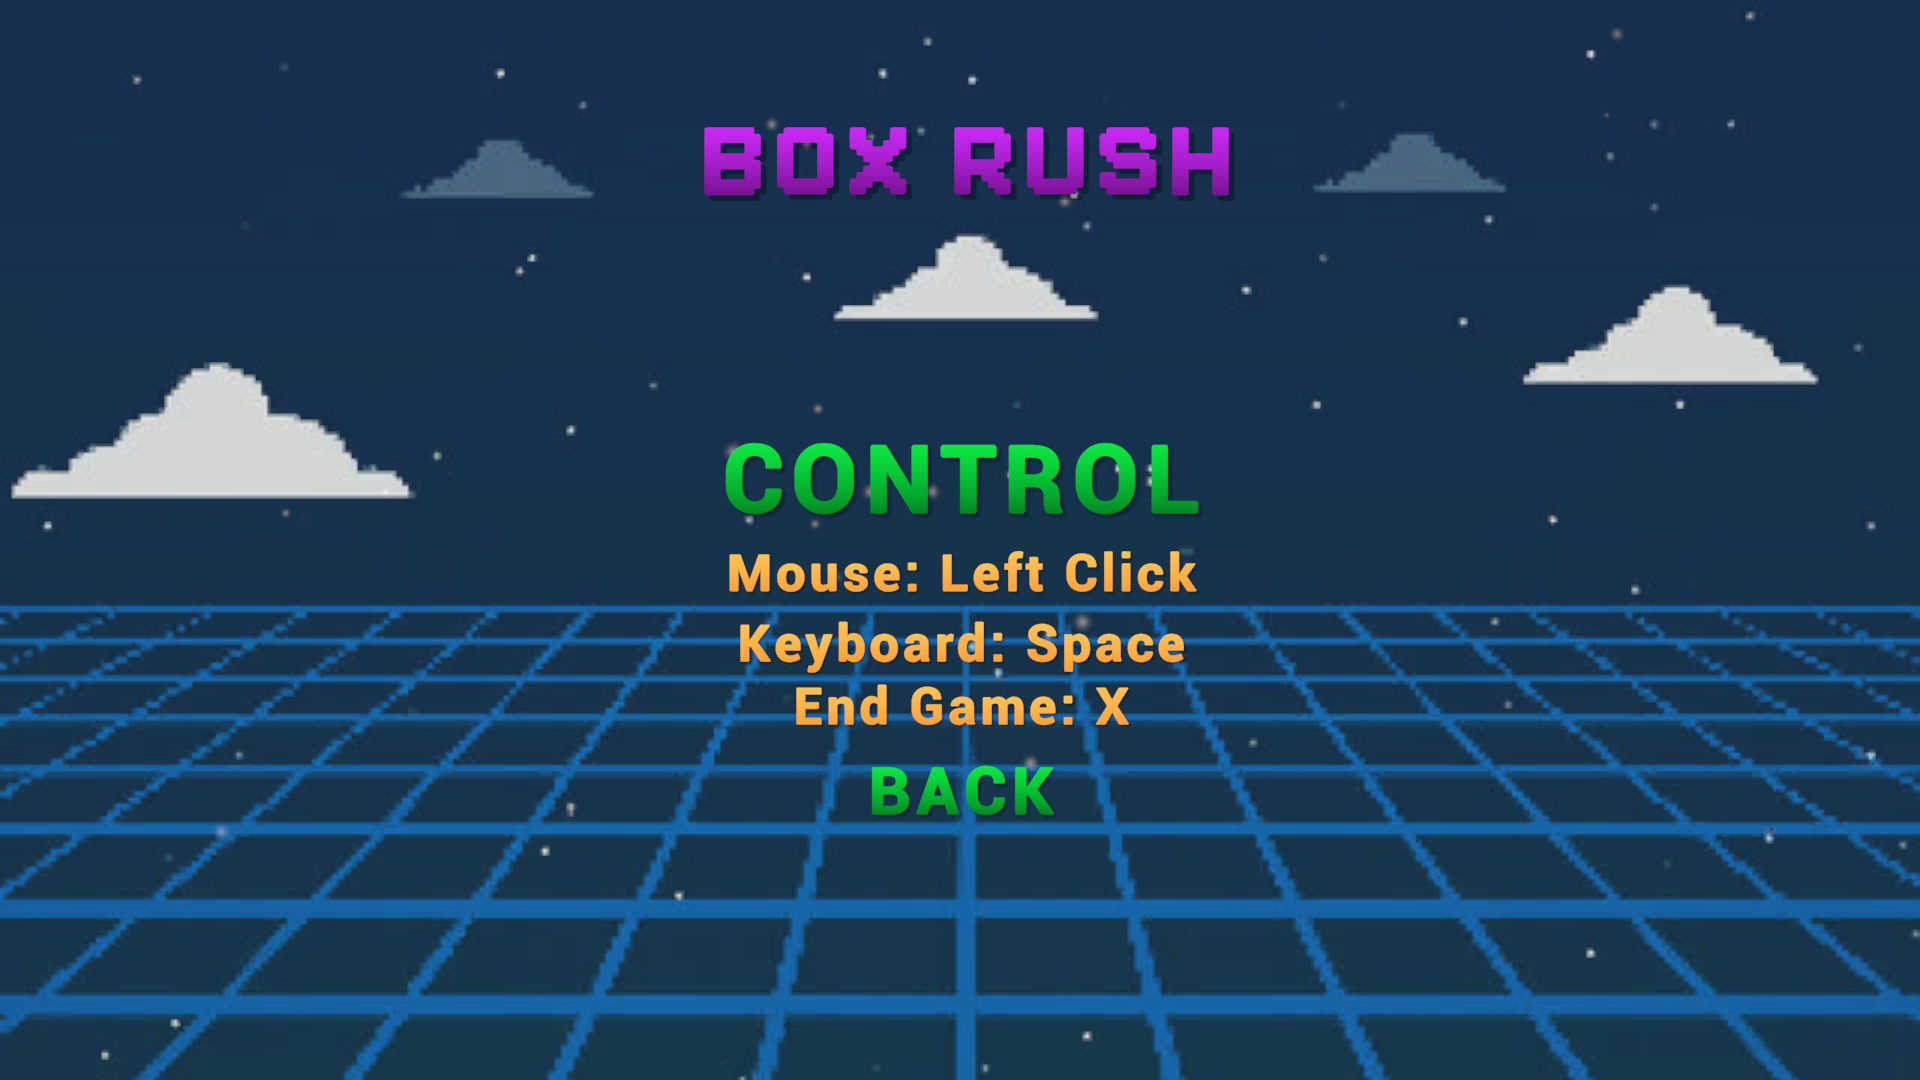 BOX RUSH
CONTROL
Mouse: Left Click
Keyboard: Space
End Game: X
BACK